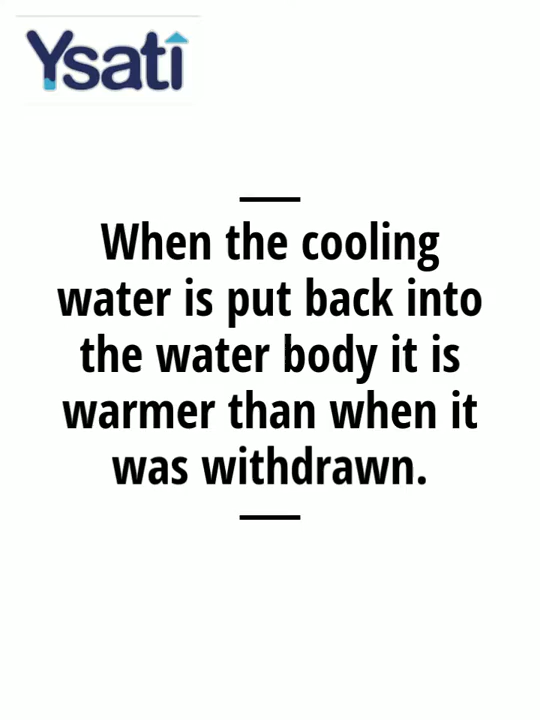 Ysati
When the cooling
water is put back into
the water body it is
warmer than when it
was withdrawn.